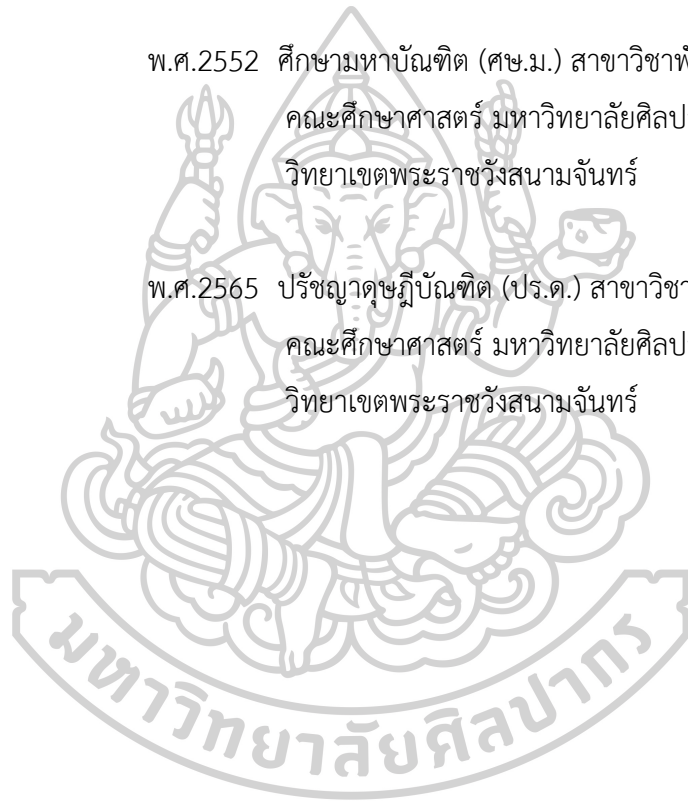 พ.ศ.2552 ศึกษามหาบัณฑิต (ศษ.ม.) สาขาวิชาพั
คณะศึกษาศาสตร์ มหาวิทยาลัยศิลป
วิทยาเขตพระราชวังสนามจันทร์
พ.ศ.2565 ปรัชญาดุษฎีบัณฑิต (ปร.ด.) สาขาวิชา
คณะศึกษาศาสตร์ มหาวิทยาลัยศิลป
วิทยาเขตพระราชวังสนามจันทร์
มหาวิทยาลัยศิลปากร